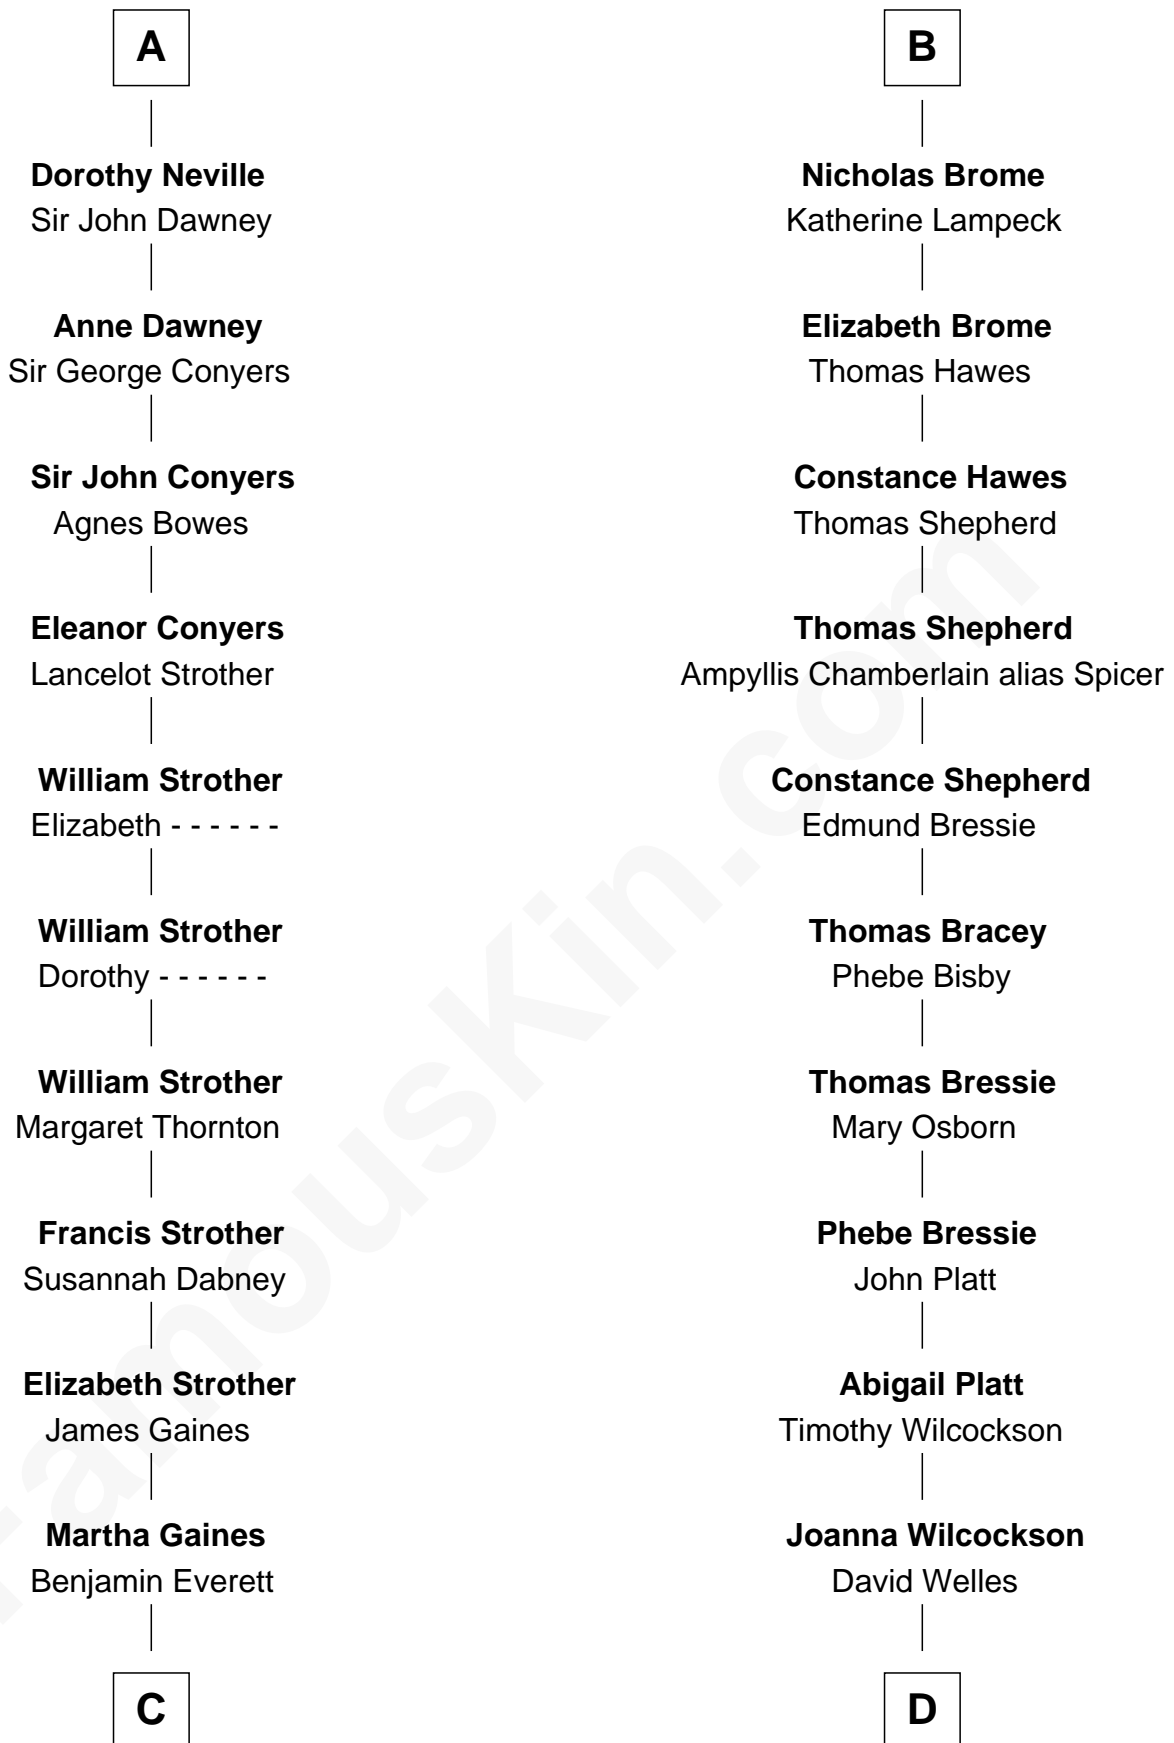 A
Dorothy Neville
Sir John Dawney
Anne Dawney
Sir George Conyers
Sir John Conyers
Agnes Bowes
Eleanor Conyers
Lancelot Strother
William Strother
Elizabeth - - - - - -
William Strother
Dorothy - - - - - -
William Strother
Margaret Thornton
Francis Strother
Susannah Dabney
Elizabeth Strother
James Gaines
Martha Gaines
Benjamin Everett
C
B
Nicholas Brome
Katherine Lampeck
Elizabeth Brome
Thomas Hawes
Constance Hawes
Thomas Shepherd
Thomas Shepherd
Ampyllis Chamberlain alias Spicer
Constance Shepherd
Edmund Bressie
Thomas Bracey
Phebe Bisby
Thomas Bressie
Mary Osborn
Phebe Bressie
John Platt
Abigail Platt
Timothy Wilcockson
Joanna Wilcockson
David Welles
D
FamousKin.com